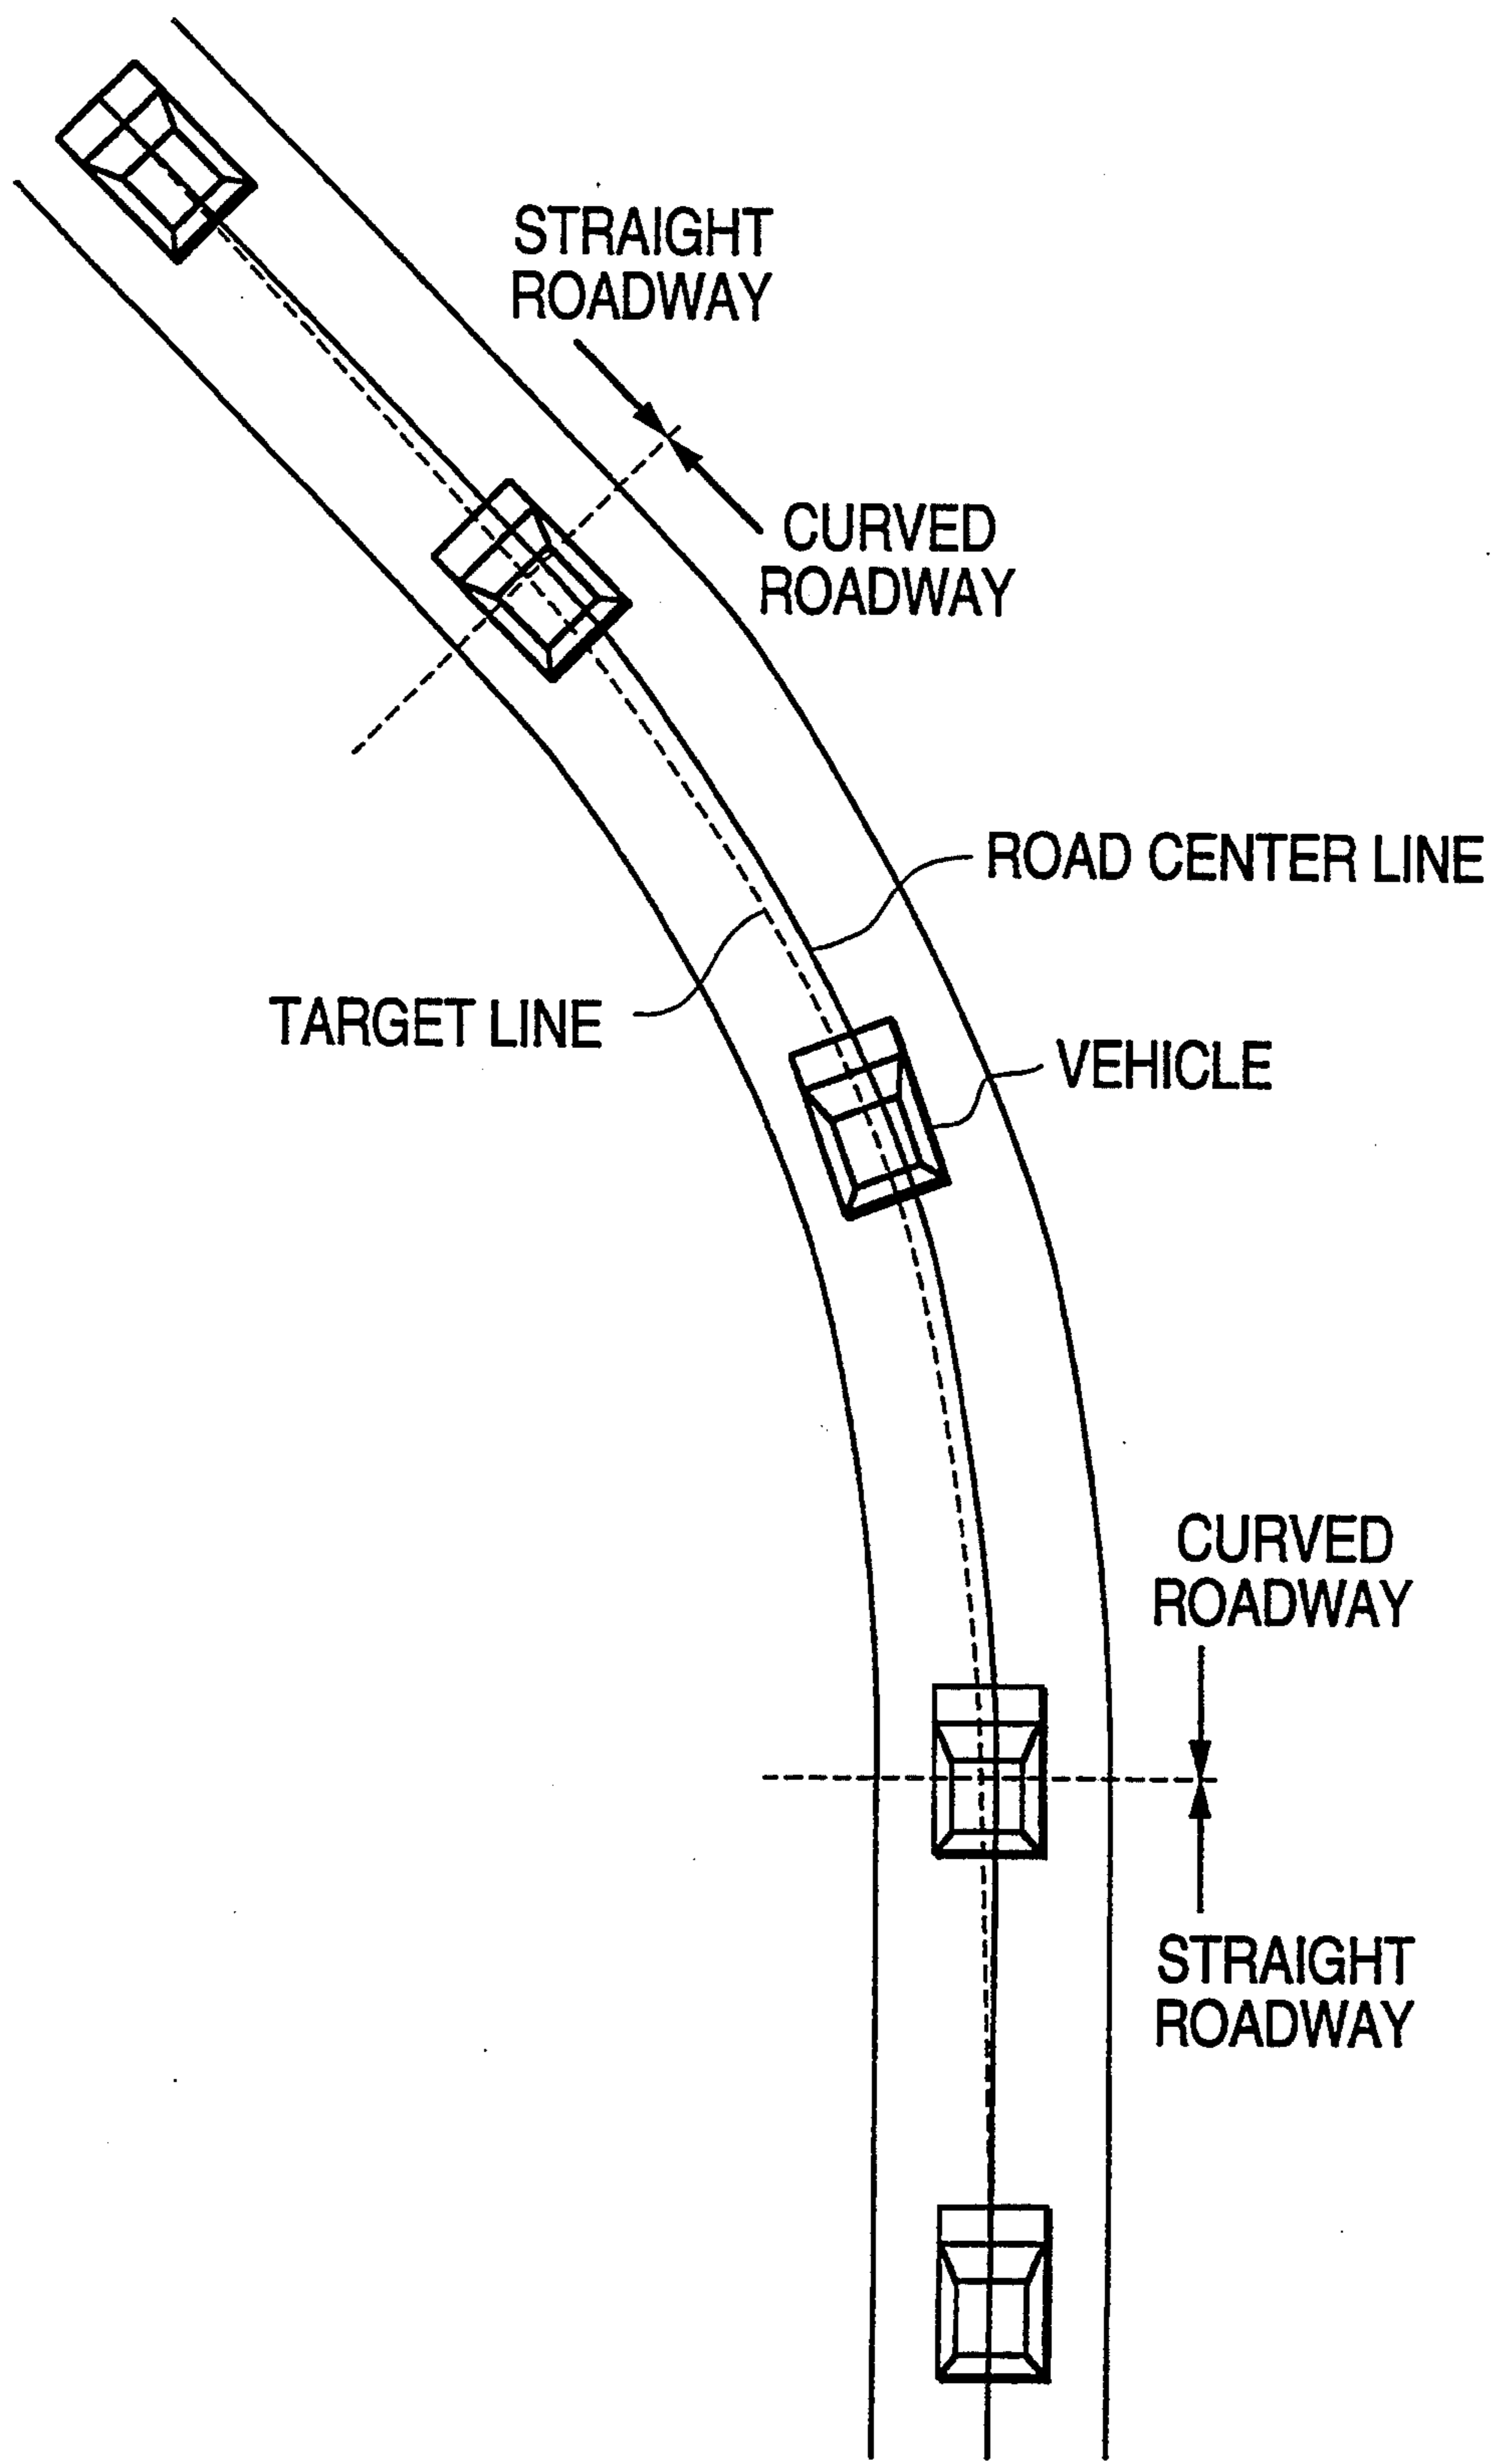 STRAIGHT
ROADWAY
CURVED
ROADWAY
ROAD CENTER LINE
TARGET LINE
VEHICLE
CURVED
ROADWAY
STRAIGHT
ROADWAY